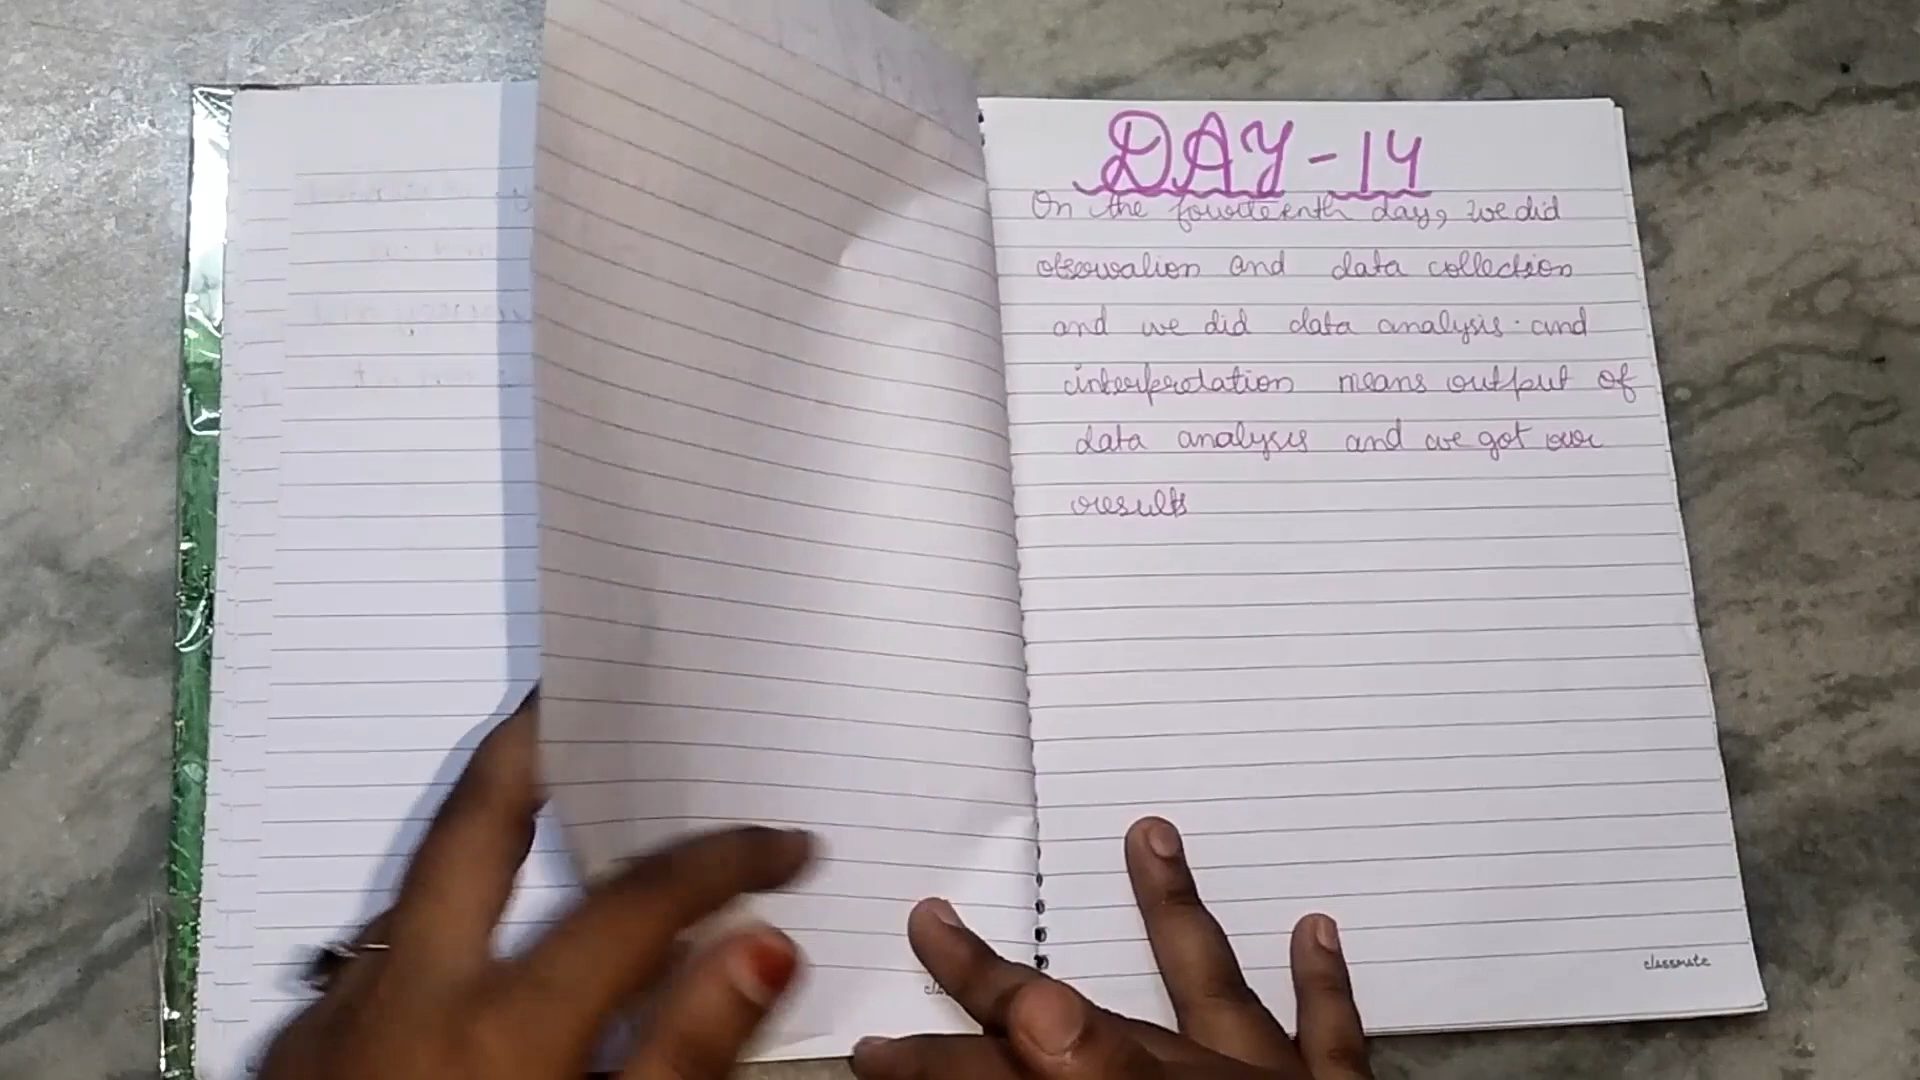 DAY-14
On the fourteenth day, we did
observation and data collection
and we did data analysis and
interpretation means output of
data analysis and we got our
results
classmate